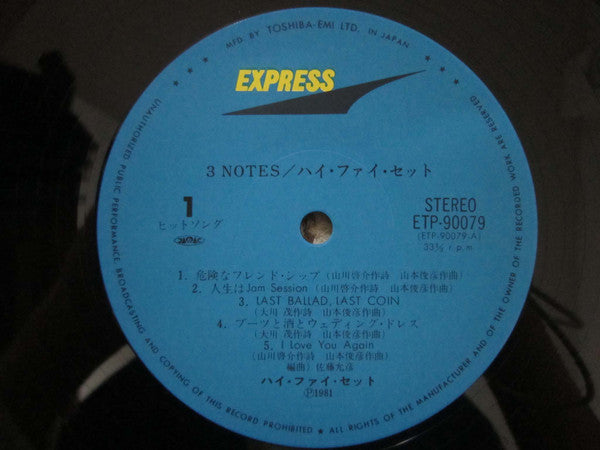 MFD BY TOSHIBA-EMI LTD. IN JAPAN
EXPRESS
3 NOTES/ハイ・ファイ・セット
1
ヒットソング
STEREO
ETP-90079
(ETP-90079-A)
33⅓ r.p.m.
1. 危険なフレンド・シップ (山川啓介作詩 山本俊彦作曲)
2. 人生はJam Session (山川啓介作詩 山本俊彦作曲)
3. LAST BALLAD, LAST COIN
(大川 茂作詩 山本俊彦作曲)
4. ブーツと酒とウェディング・ドレス
(大川 茂作詩 山本俊彦作曲)
5. I Love You Again
(山川啓介作詩 山本俊彦作曲)
編曲) 佐藤允彦
ハイ・ファイ・セット
Ⓟ1981
UNAUTHORIZED PUBLIC PERFORMANCE, BROADCASTING AND COPYING OF THIS RECORD PROHIBITED ★ ALL RIGHTS OF THE MANUFACTURER AND OF THE OWNER OF THE RECORDED WORK ARE RESERVED